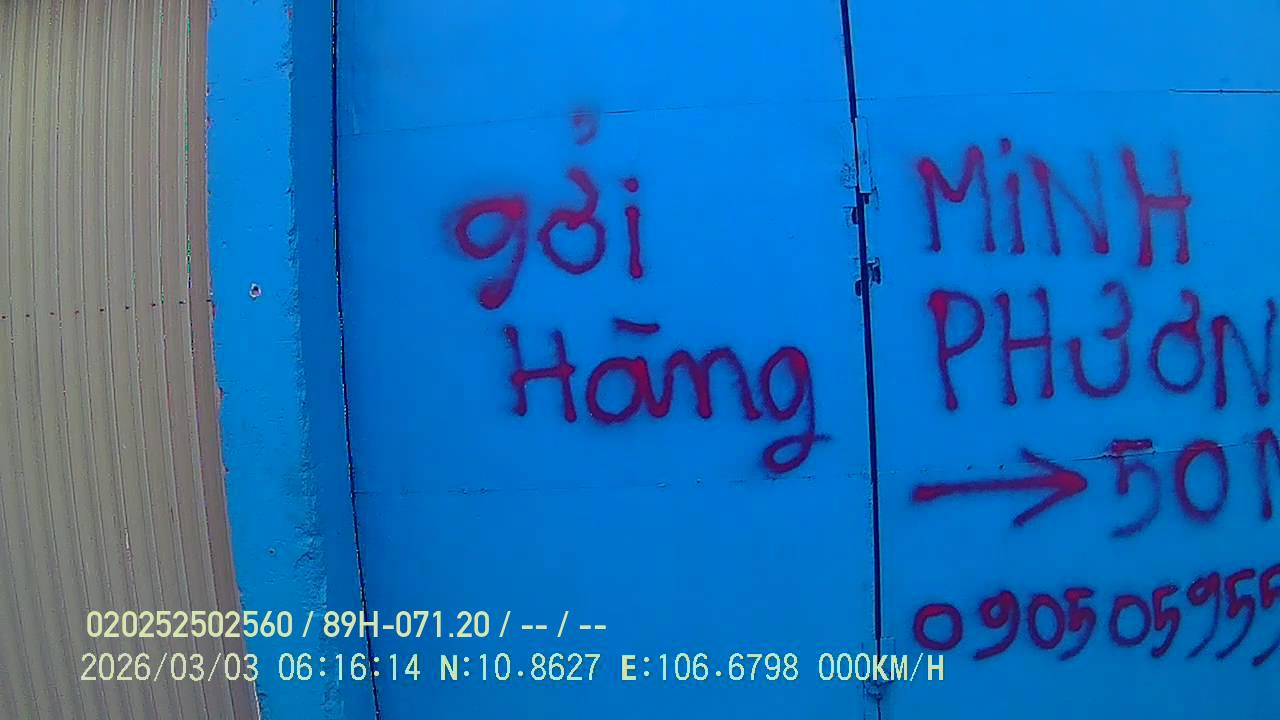 gởi
Hàng
MiNH
PHƯƠN
→ 50
090505955
020252502560 / 89H-071.20 / -- / --
2026/03/03 06:16:14 N:10.8627 E:106.6798 000KM/H